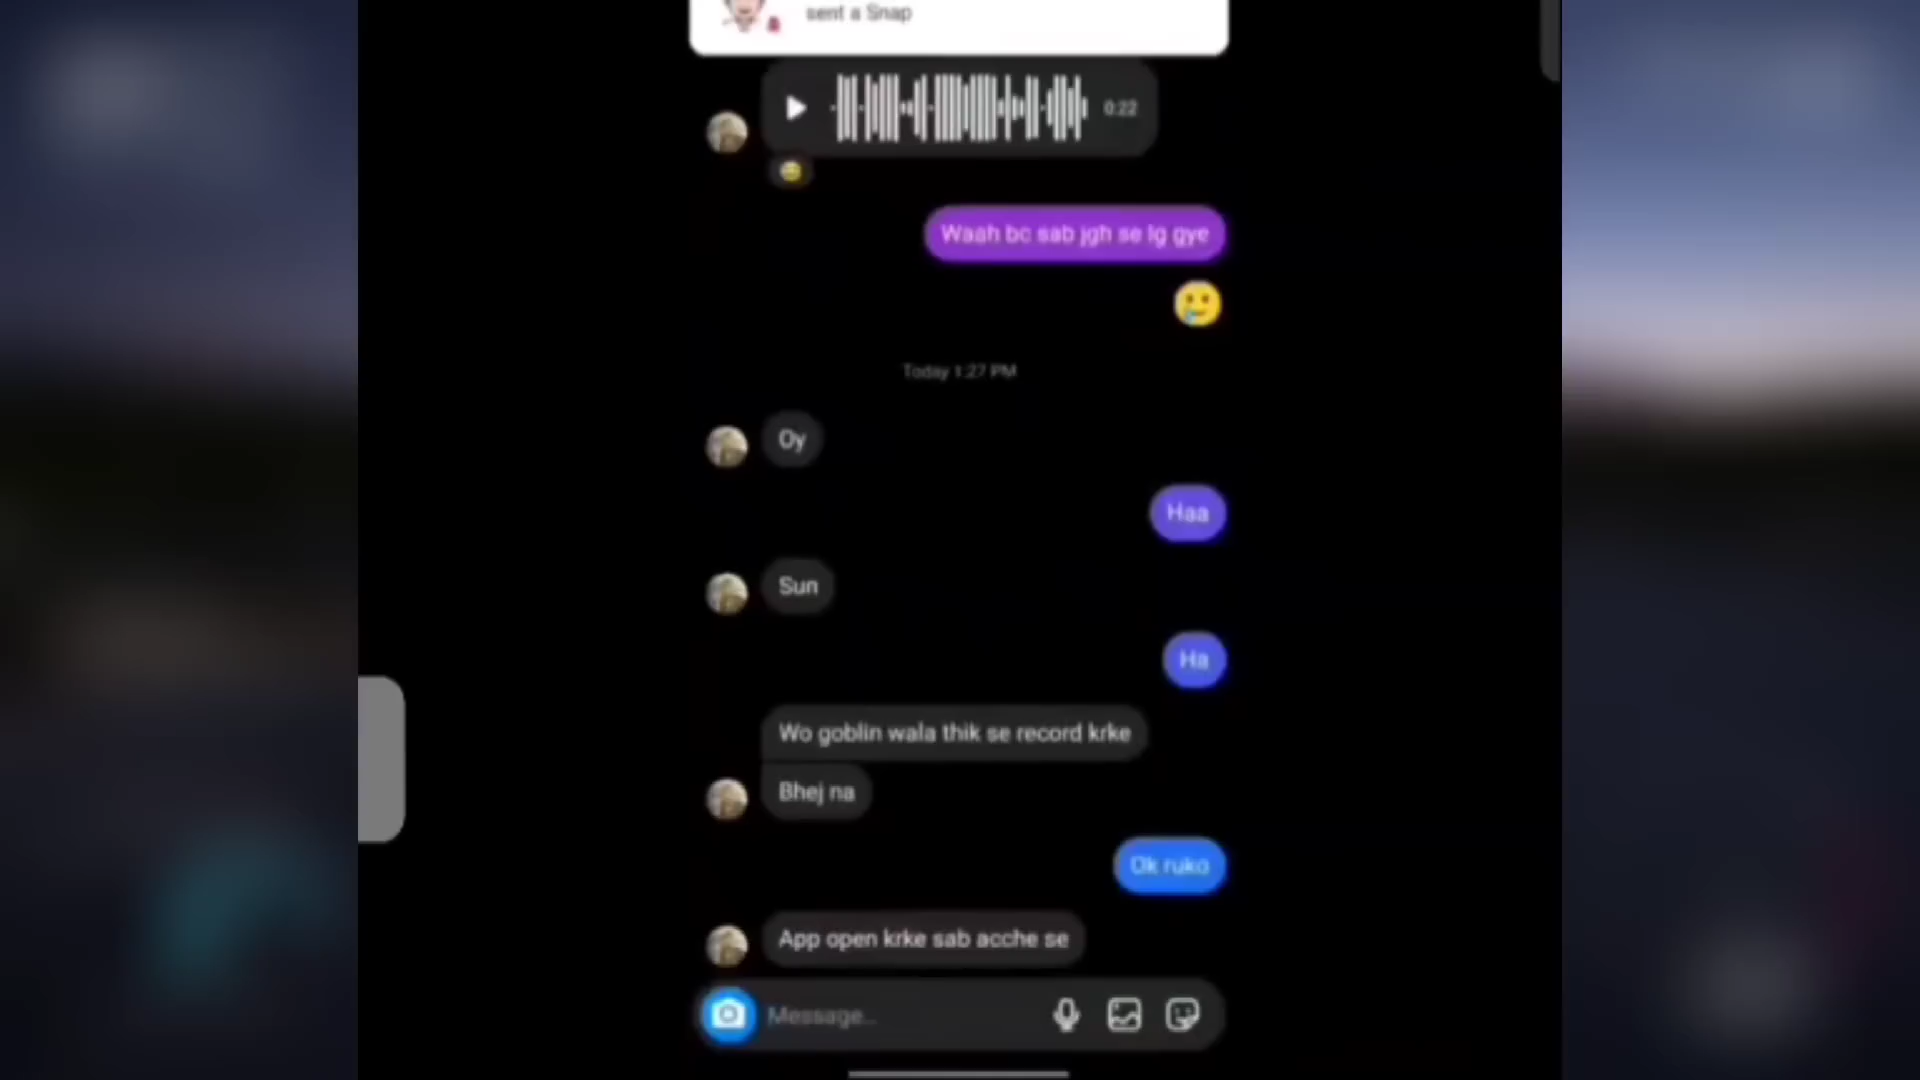 sent a Snap
0:22
Waah bc sab jgh se lg gye
Today 1:27 PM
Oy
Haa
Sun
Ha
Wo goblin wala thik se record krke
Bhej na
Ok ruko
App open krke sab acche se
Message...